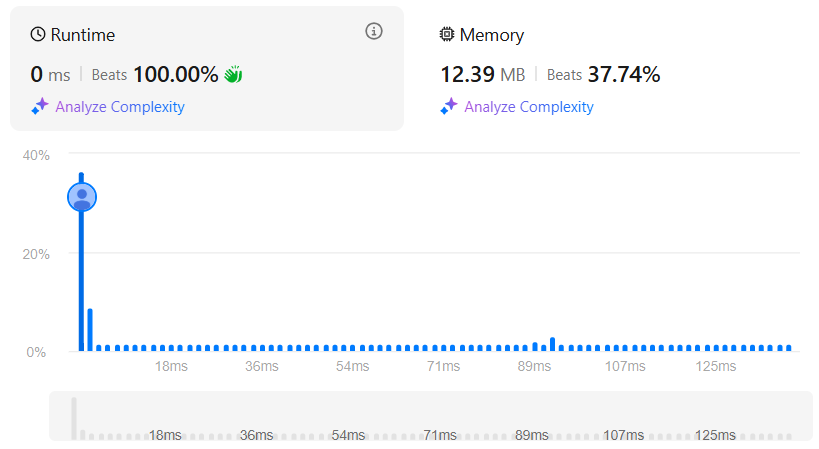 Runtime
0 ms | Beats 100.00%
Analyze Complexity
Memory
12.39 MB | Beats 37.74%
Analyze Complexity
40%
20%
0%
18ms 36ms 54ms 71ms 89ms 107ms 125ms
18ms 36ms 54ms 71ms 89ms 107ms 125ms